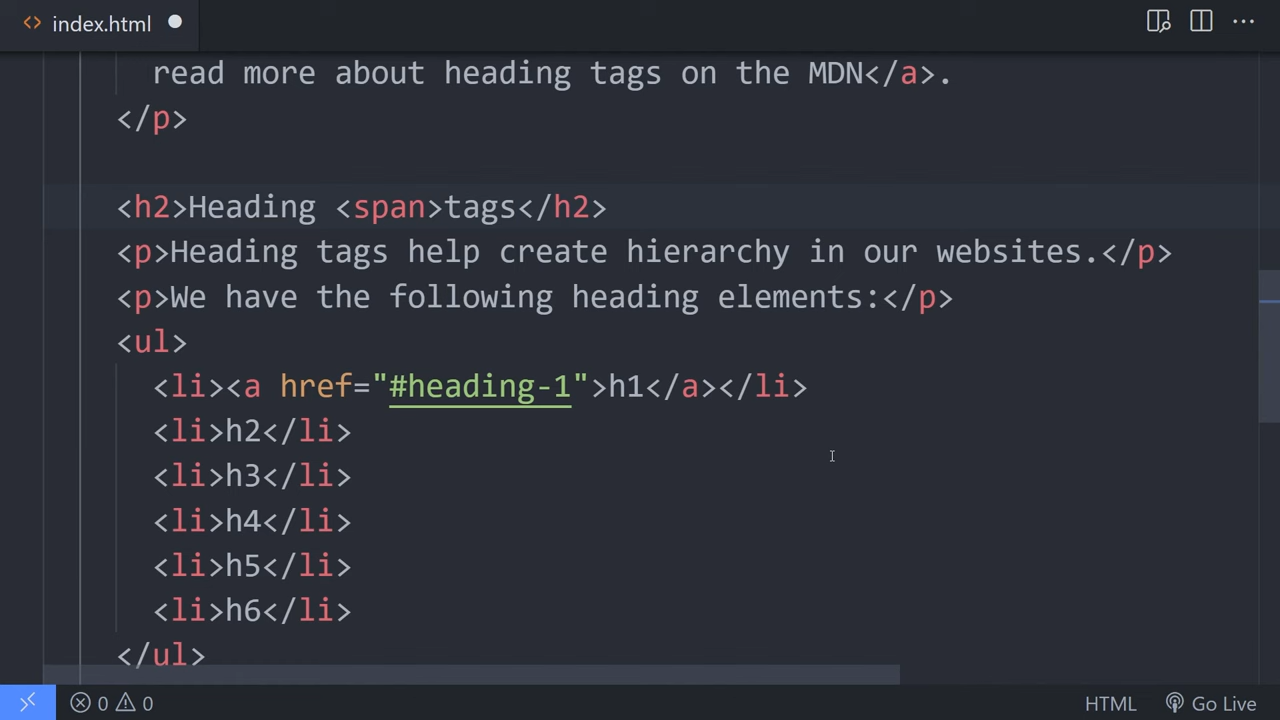 <> index.html
read more about heading tags on the MDN</a>.
</p>
<h2>Heading <span>tags</h2>
<p>Heading tags help create hierarchy in our websites.</p>
<p>We have the following heading elements:</p>
<ul>
<li><a href="#heading-1">h1</a></li>
<li>h2</li>
<li>h3</li>
<li>h4</li>
<li>h5</li>
<li>h6</li>
</ul>
0 0 HTML Go Live